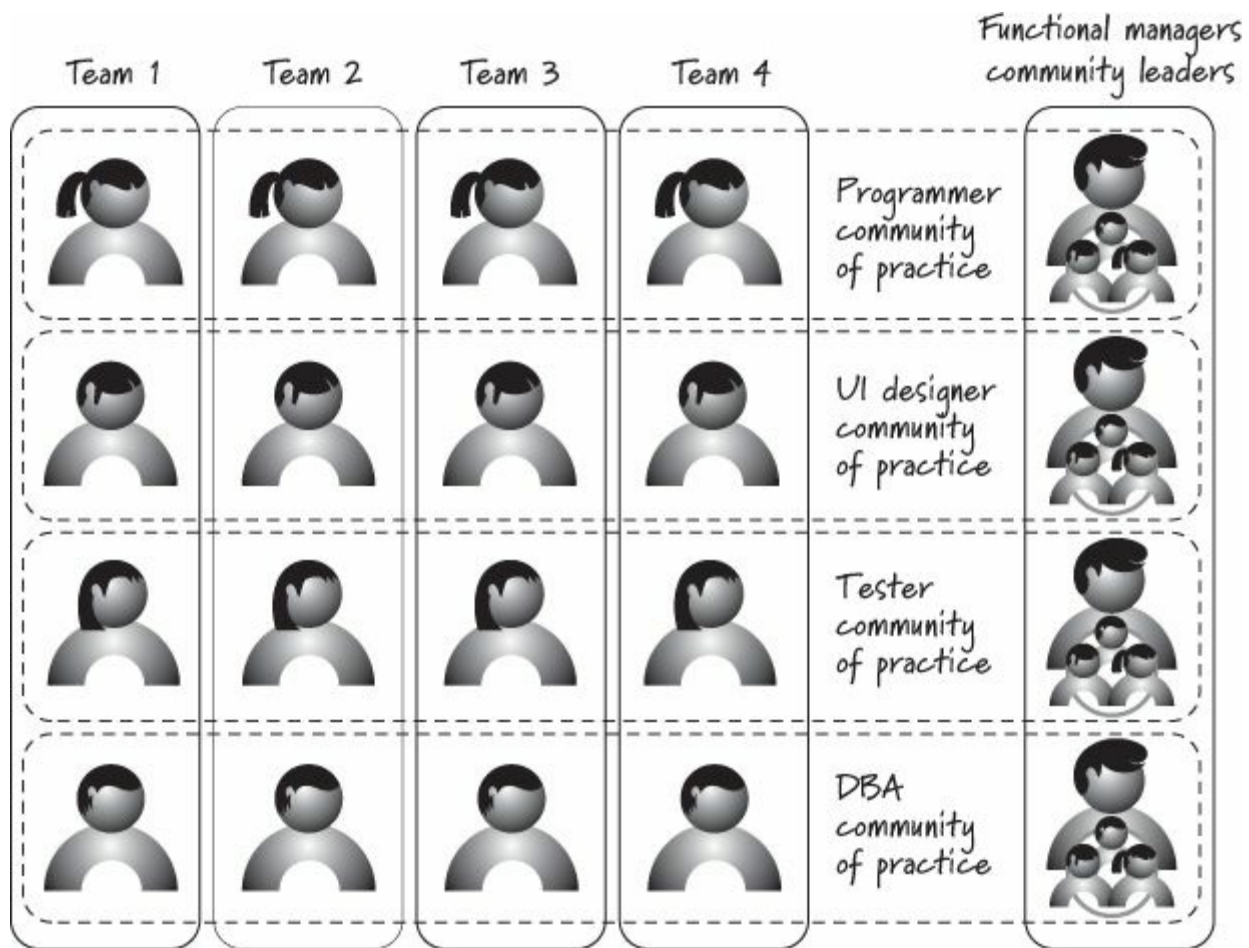 Functional managers
community leaders
Team 1
Team 2
Team 3
Team 4
Programmer
community
of practice
UI designer
community
of practice
Tester
community
of practice
DBA
community
of practice